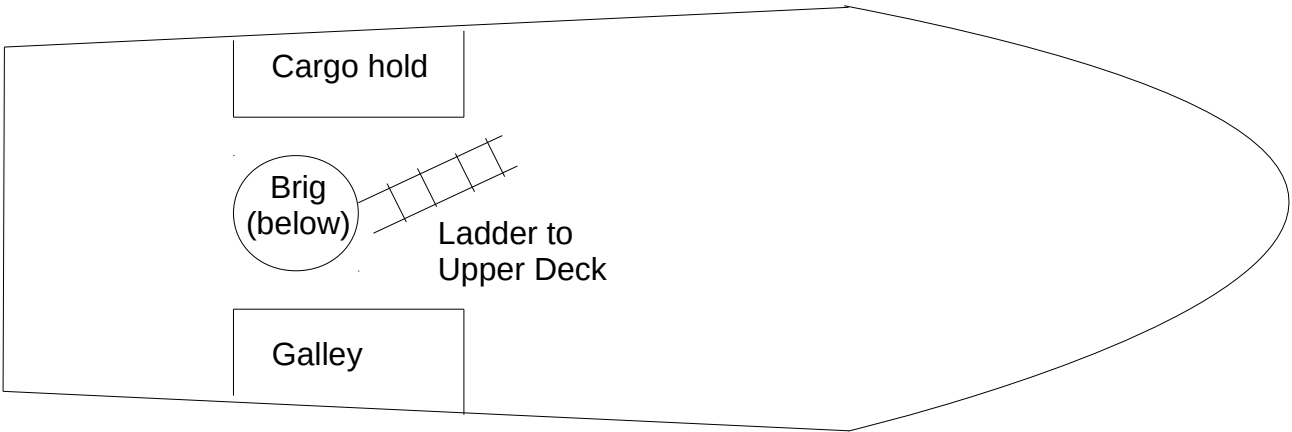 Cargo hold
Brig
(below)
Ladder to
Upper Deck
Galley